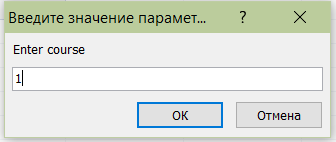 Введите значение парамет... ? ×
Enter course
1
ОК Отмена